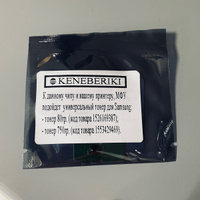 KENEBERIKI
К данному чипу и вашему принтеру, МФУ
подойдет универсальный тонер для Samsung:
- тонер 80гр. (код товара 1526169387);
- тонер 750гр. (код товара 1553429469).